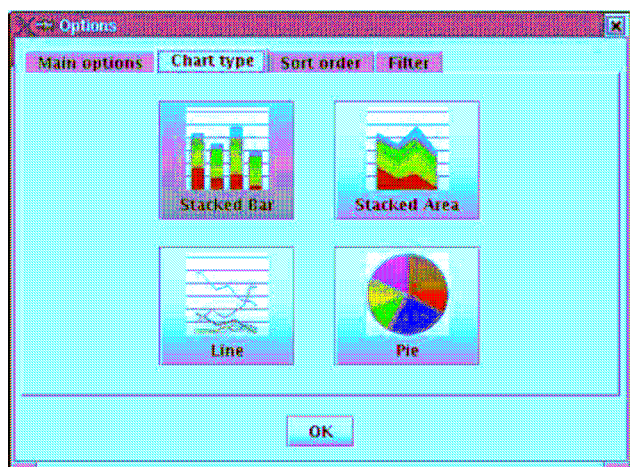 Options
Main options Chart type Sort order Filter
Stacked Bar Stacked Area
Line Pie
OK